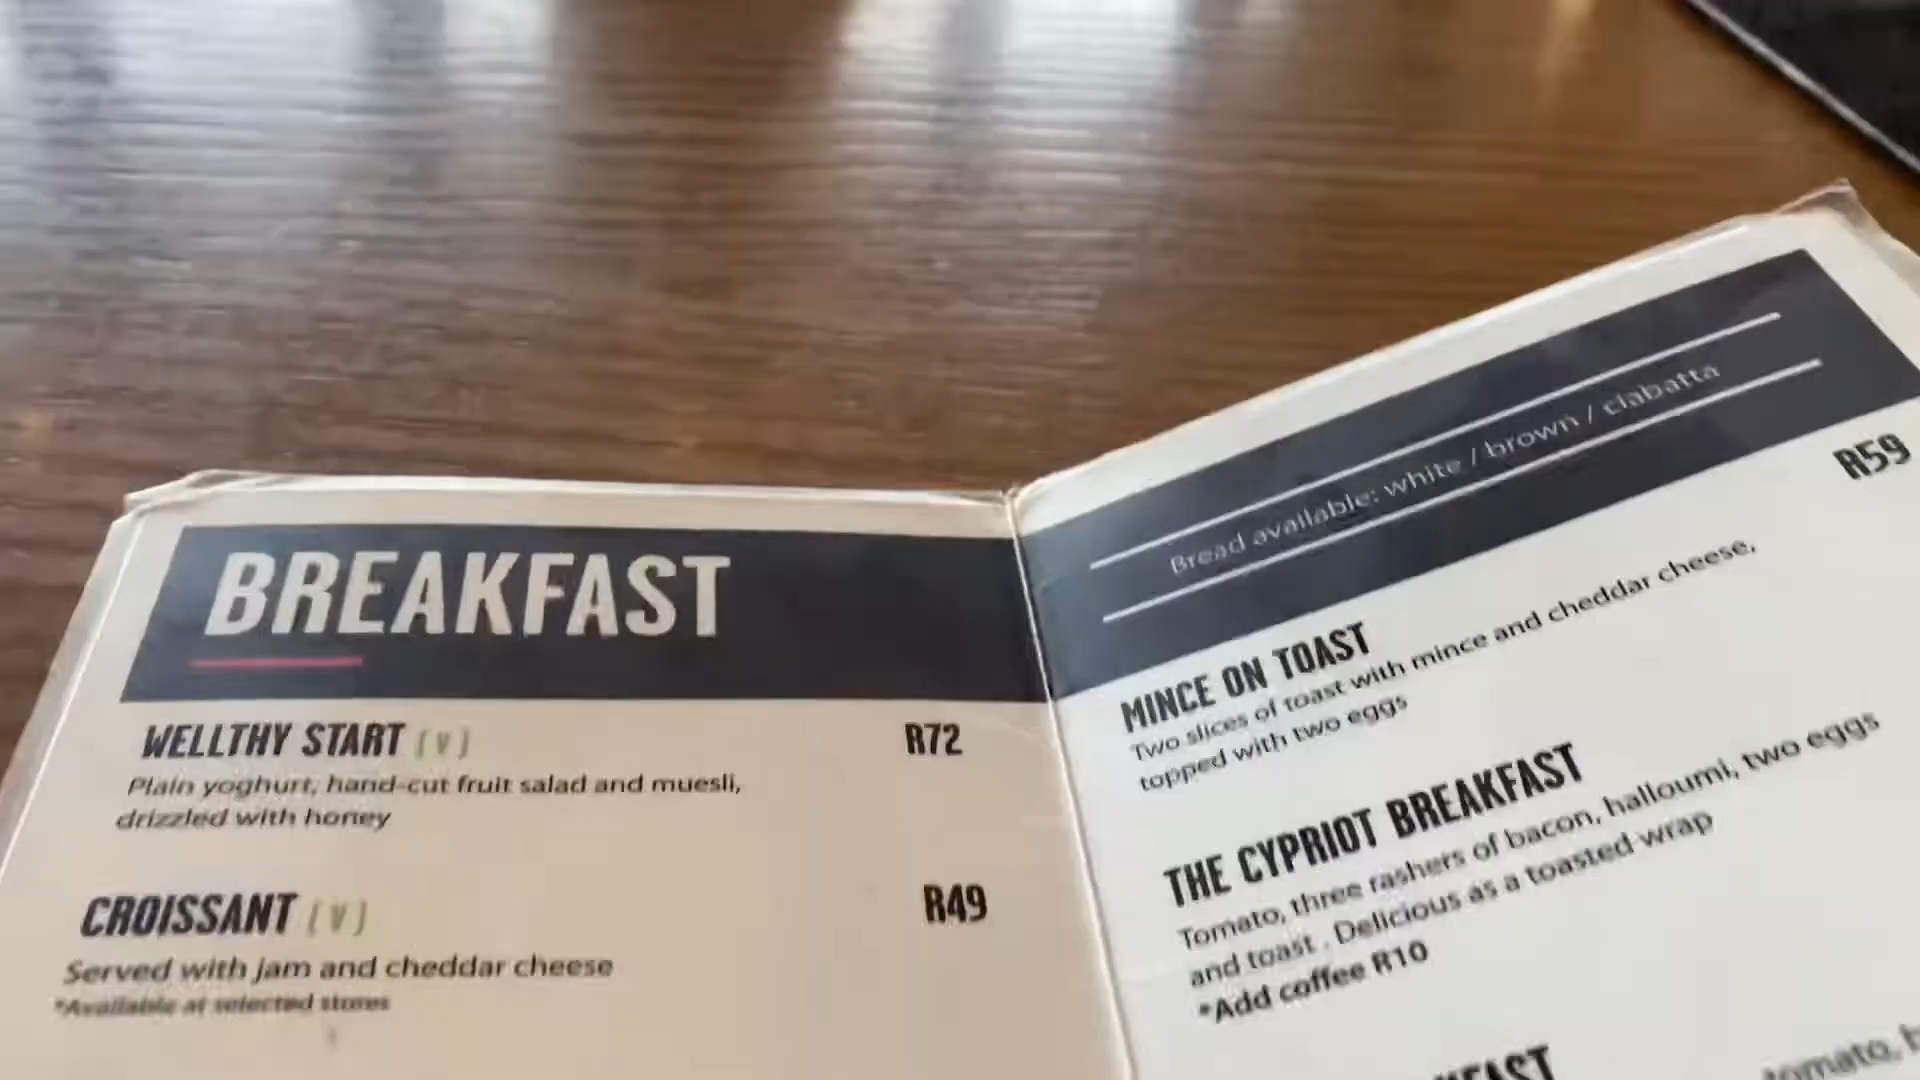 BREAKFAST
WELLTHY START (V) R72
Plain yoghurt, hand-cut fruit salad and muesli,
drizzled with honey
CROISSANT (V) R49
Served with jam and cheddar cheese
*Available at selected stores
Bread available: white / brown / ciabatta
MINCE ON TOAST R59
Two slices of toast with mince and cheddar cheese,
topped with two eggs
THE CYPRIOT BREAKFAST
Tomato, three rashers of bacon, halloumi, two eggs
and toast . Delicious as a toasted wrap
*Add coffee R10
tomato,